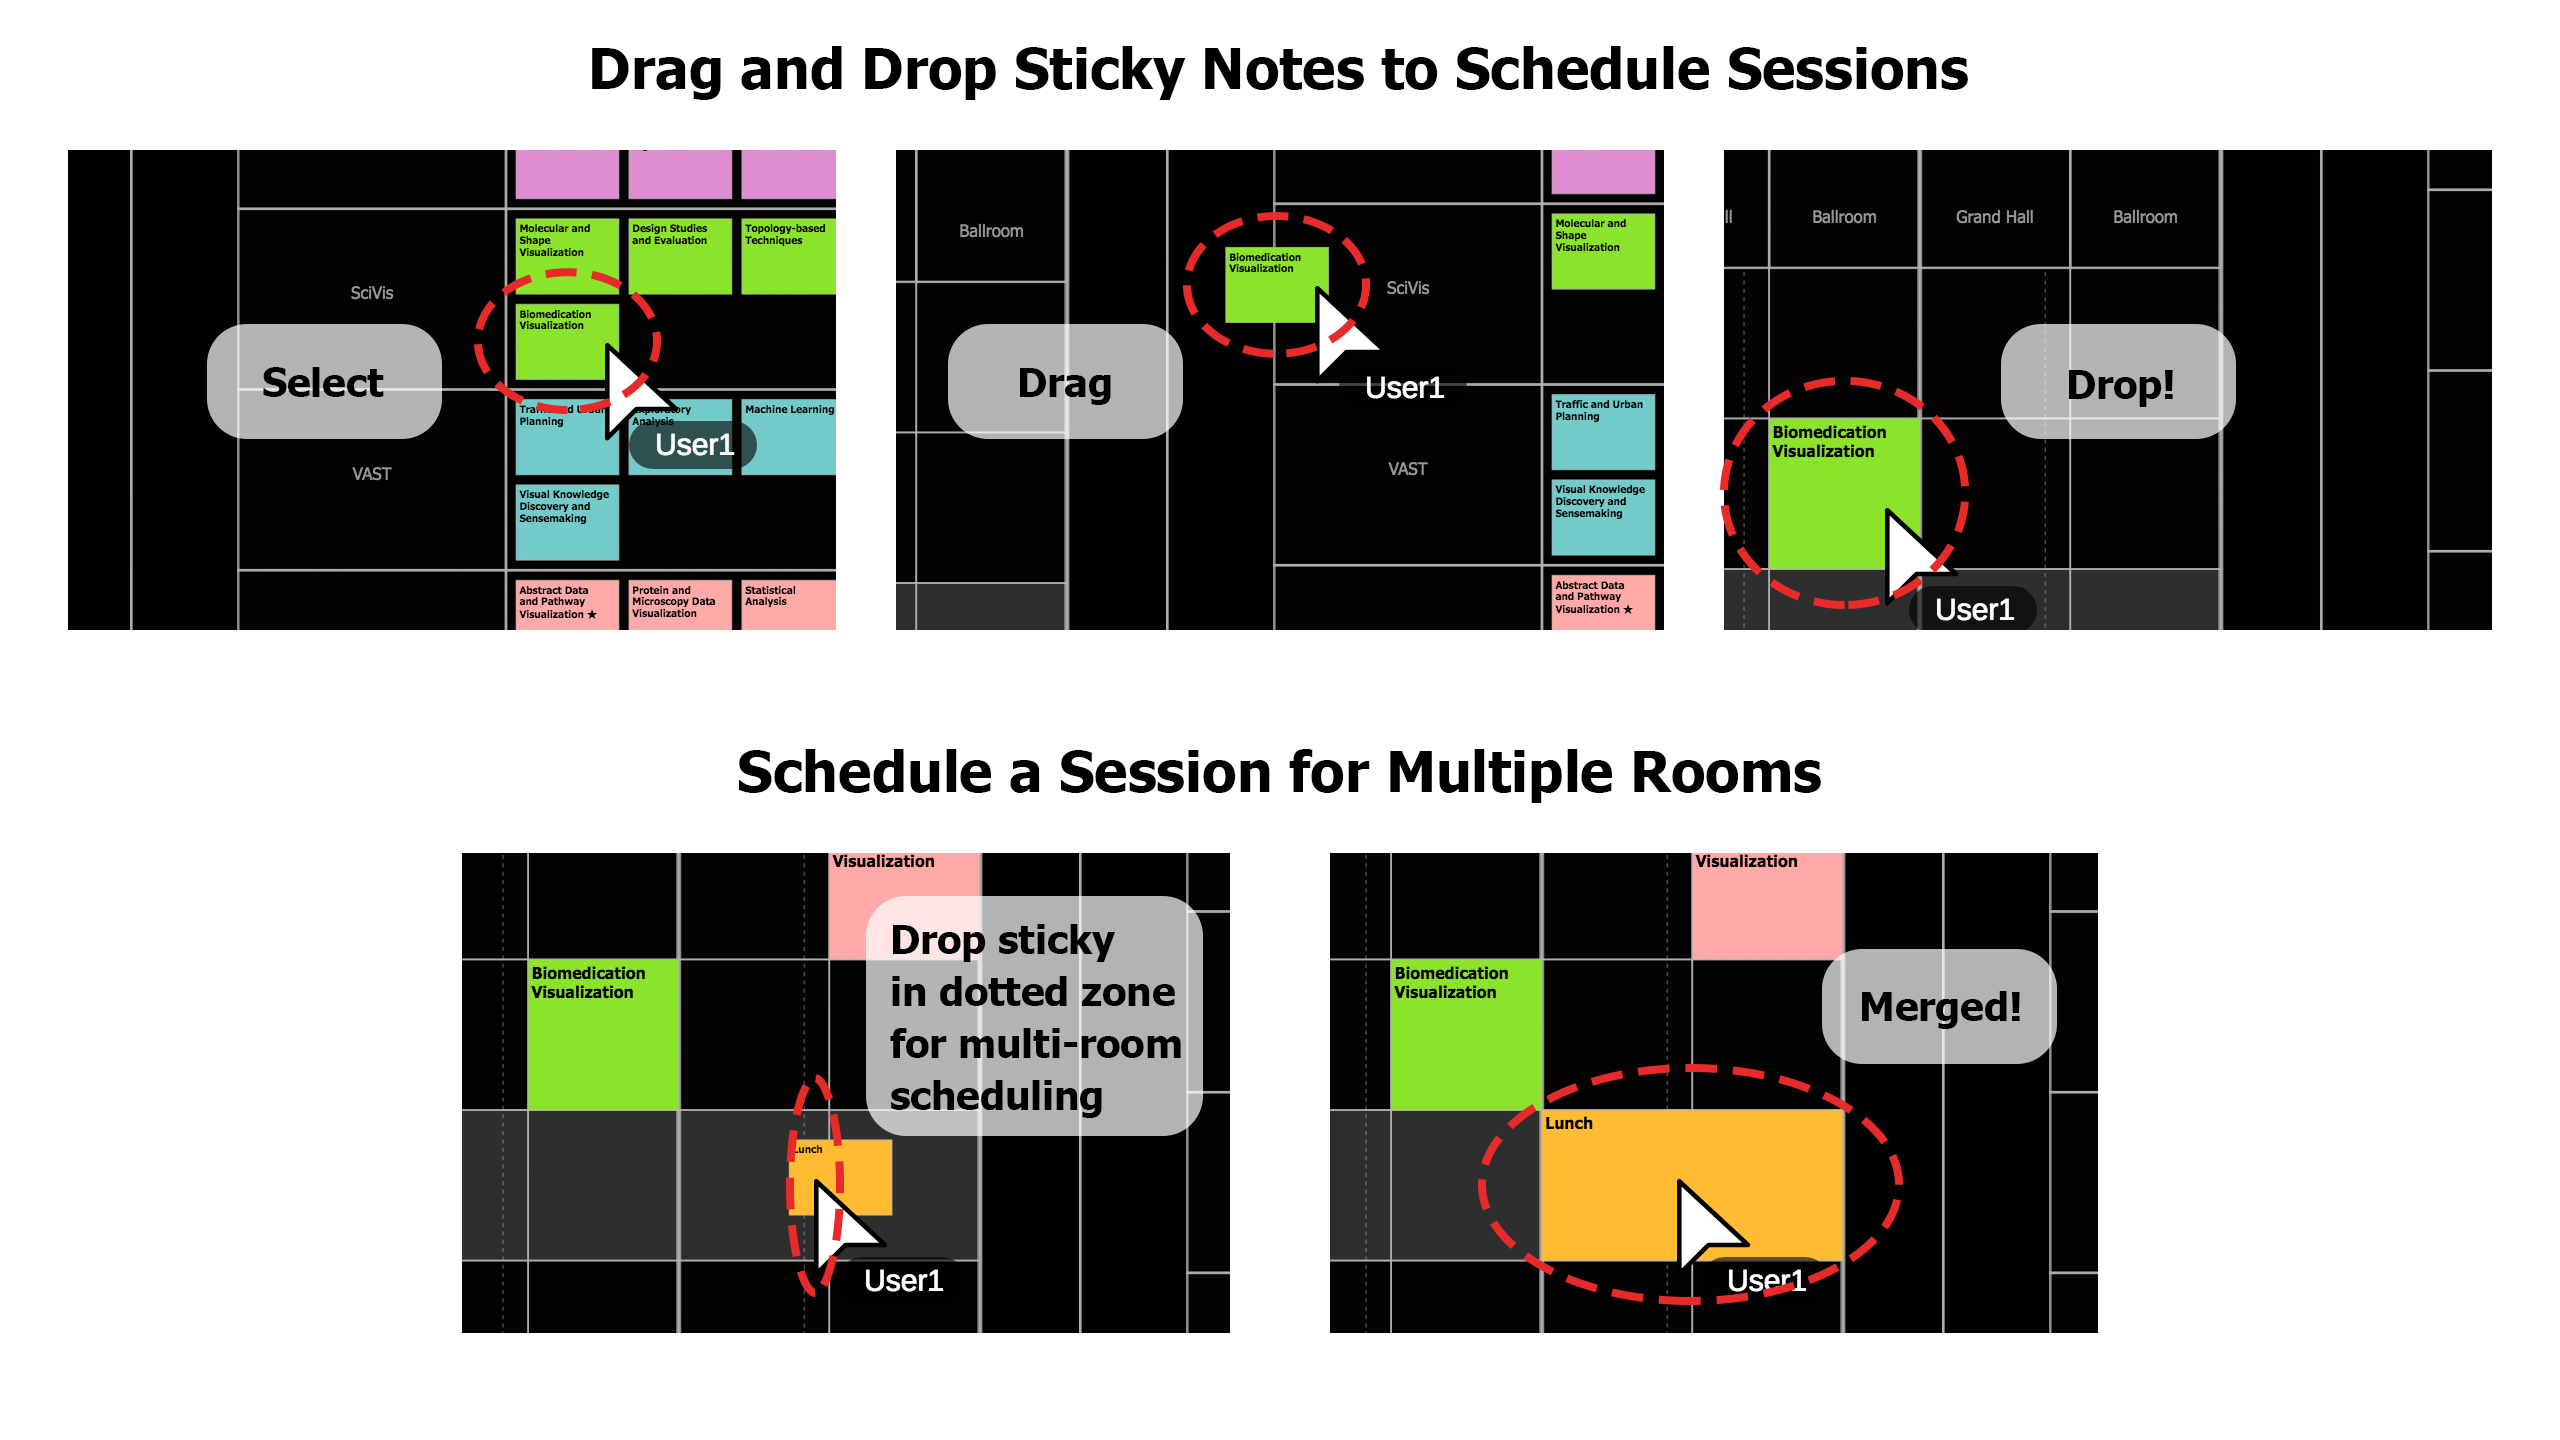 Drag and Drop Sticky Notes to Schedule Sessions
Molecular and
Shape
Visualization
Design Studies
and Evaluation
Topology-based
Techniques
SciVis
Biomedication
Visualization
Select
Planning
Exploratory
Analysis
Machine Learning
User1
VAST
Visual Knowledge
Discovery and
Sensemaking
Abstract Data
and Pathway
Visualization ★
Protein and
Microscopy Data
Visualization
Statistical
Analysis
Ballroom
Biomedication
Visualization
SciVis
Molecular and
Shape
Visualization
Drag
User1
Traffic and Urban
Planning
VAST
Visual Knowledge
Discovery and
Sensemaking
Abstract Data
and Pathway
Visualization ★
Ballroom
Grand Hall
Ballroom
Drop!
Biomedication
Visualization
User1
Schedule a Session for Multiple Rooms
Visualization
Drop sticky
in dotted zone
for multi-room
scheduling
Biomedication
Visualization
Lunch
User1
Visualization
Biomedication
Visualization
Merged!
Lunch
User1